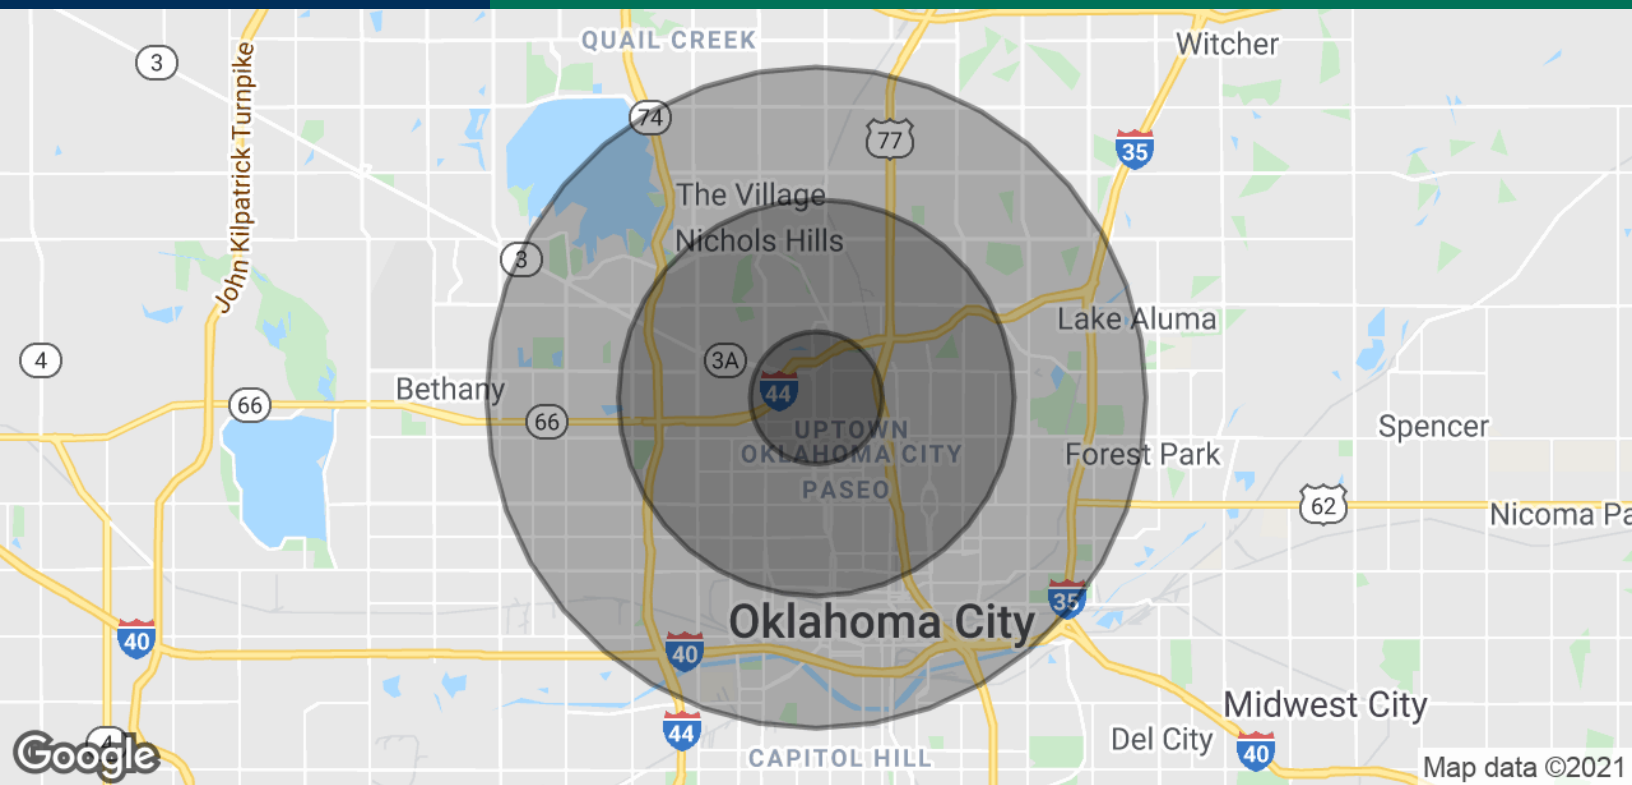 QUAIL CREEK
Witcher
3
John Kilpatrick Turnpike
74
77
35
The Village
Nichols Hills
3
Lake Aluma
4
3A
44
Bethany
66
66
UPTOWN
OKLAHOMA CITY
PASEO
Spencer
Forest Park
62
Nicoma Pa
35
Oklahoma City
40
40
Midwest City
44
Del City
40
4
Google
CAPITOL HILL
Map data ©2021